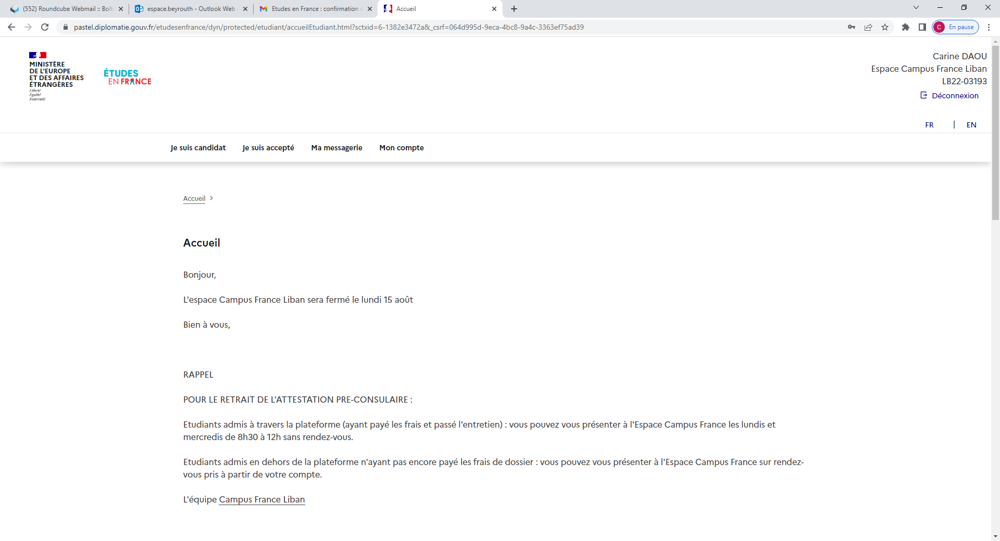 (552) Roundcube Webmail :: Boît
espace.beyrouth - Outlook Web
Etudes en France : confirmation
Accueil
pastel.diplomatie.gouv.fr/etudesenfrance/dyn/protected/etudiant/accueilEtudiant.html?sctxid=6-1382e3472a&_csrf=064d995d-9eca-4bc8-9a4c-3363ef75ad39
C En pause
MINISTÈRE
DE L'EUROPE
ET DES AFFAIRES
ÉTRANGÈRES
Liberté
Égalité
Fraternité
ÉTUDES
EN FRANCE
Carine DAOU
Espace Campus France Liban
LB22-03193
Déconnexion
FR | EN
Je suis candidat Je suis accepté Ma messagerie Mon compte
Accueil >
Accueil
Bonjour,
L'espace Campus France Liban sera fermé le lundi 15 août
Bien à vous,
RAPPEL
POUR LE RETRAIT DE L'ATTESTATION PRE-CONSULAIRE :
Etudiants admis à travers la plateforme (ayant payé les frais et passé l'entretien) : vous pouvez vous présenter à l'Espace Campus France les lundis et
mercredis de 8h30 à 12h sans rendez-vous.
Etudiants admis en dehors de la plateforme n'ayant pas encore payé les frais de dossier : vous pouvez vous présenter à l'Espace Campus France sur rendez-
vous pris à partir de votre compte.
L'équipe Campus France Liban